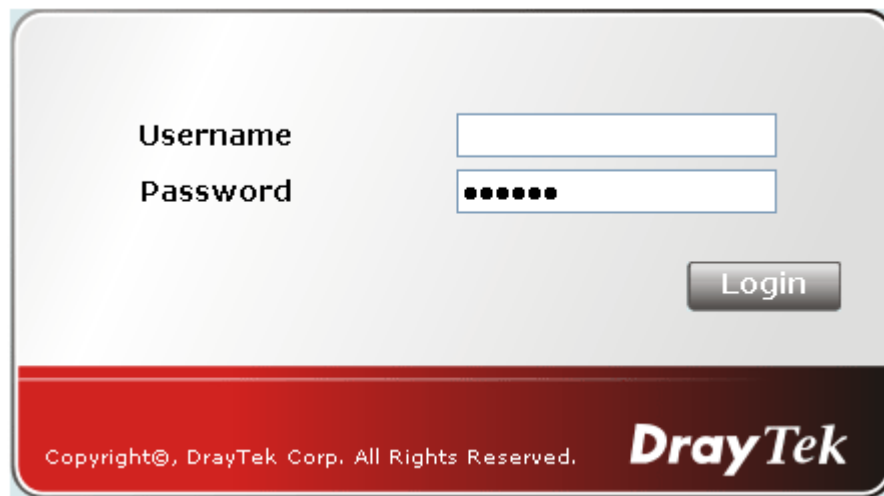 Username
Password ••••••
Login
Copyright©, DrayTek Corp. All Rights Reserved.
DrayTek